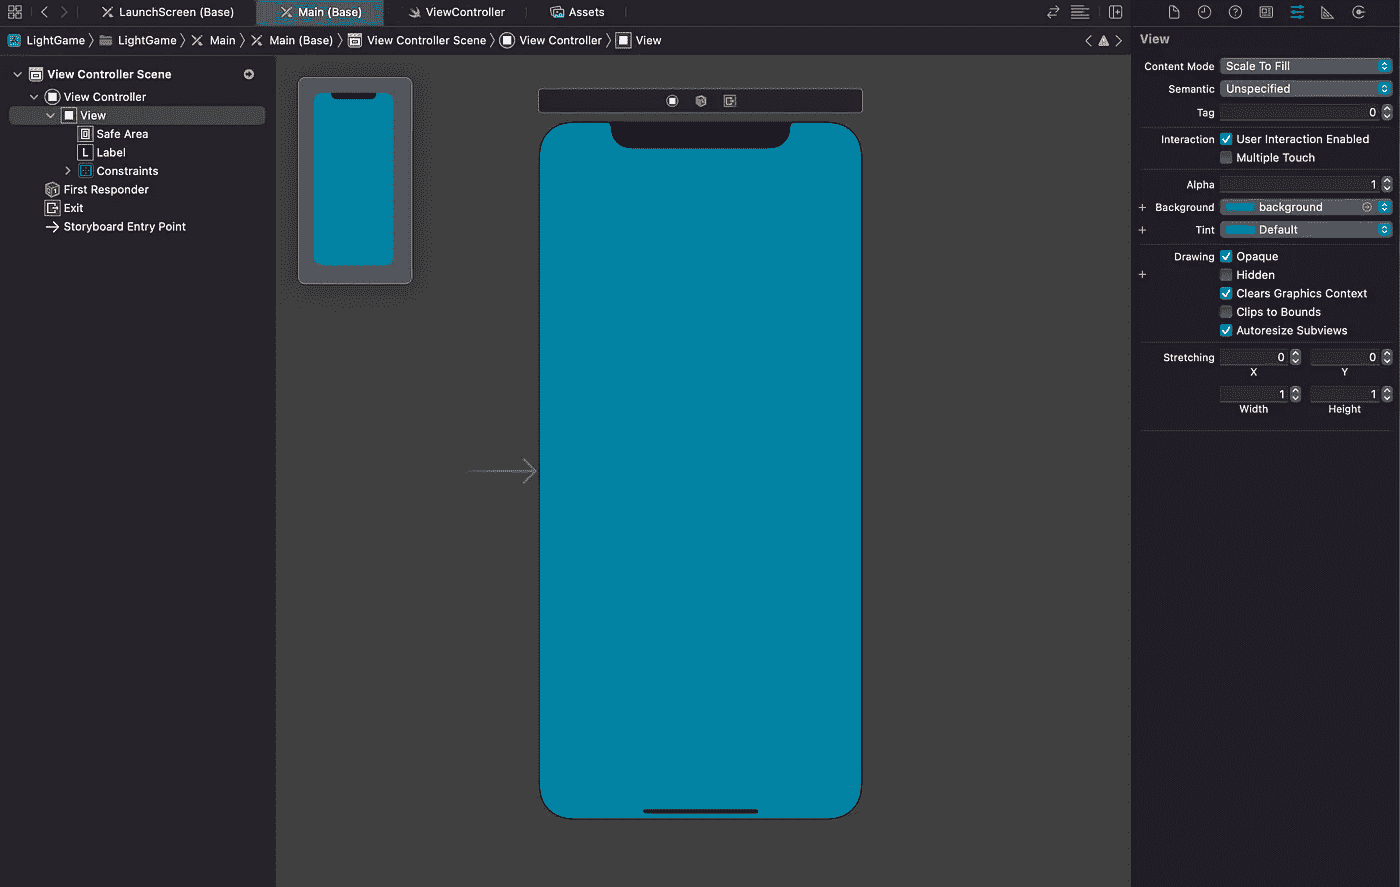 LaunchScreen (Base) Main (Base) ViewController Assets
LightGame LightGame Main Main (Base) View Controller Scene View Controller View
View Controller Scene
View Controller
View
Safe Area
L Label
Constraints
First Responder
Exit
Storyboard Entry Point
View
Content Mode Scale To Fill
Semantic Unspecified
Tag 0
Interaction User Interaction Enabled
Multiple Touch
Alpha 1
Background background
Tint Default
Drawing Opaque
Hidden
Clears Graphics Context
Clips to Bounds
Autoresize Subviews
Stretching 0 0
X Y
1 1
Width Height